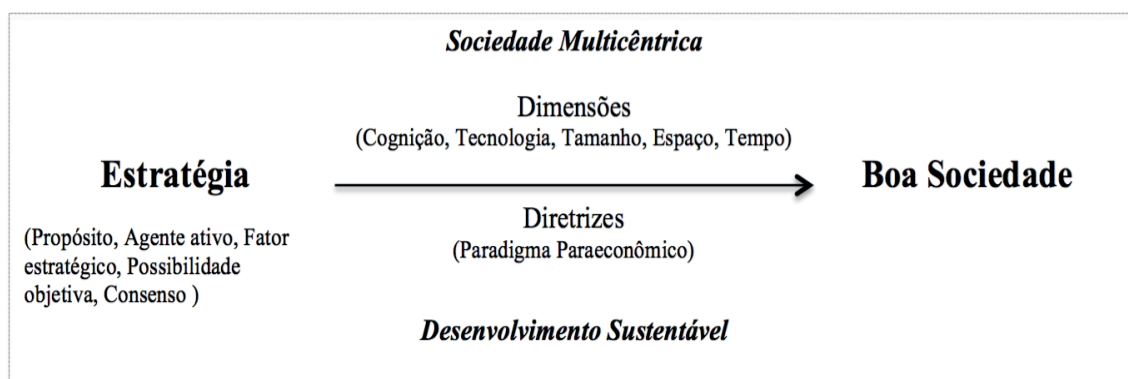 Sociedade Multicêntrica
Dimensões
(Cognição, Tecnologia, Tamanho, Espaço, Tempo)
Estratégia
Boa Sociedade
(Propósito, Agente ativo, Fator
estratégico, Possibilidade
objetiva, Consenso )
Diretrizes
(Paradigma Paraeconômico)
Desenvolvimento Sustentável